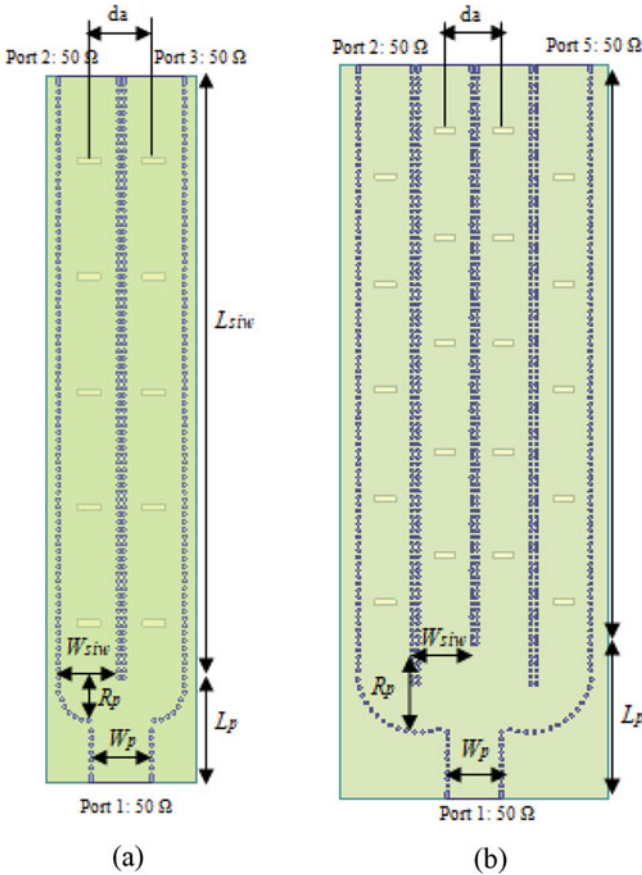 da
Port 2: 50 Ω
Port 3: 50 Ω
Lsiw
Wsiw
Rp
Lp
Wp
Port 1: 50 Ω
(a)
da
Port 2: 50 Ω
Port 5: 50 Ω
Wsiw
Rp
Lp
Wp
Port 1: 50 Ω
(b)